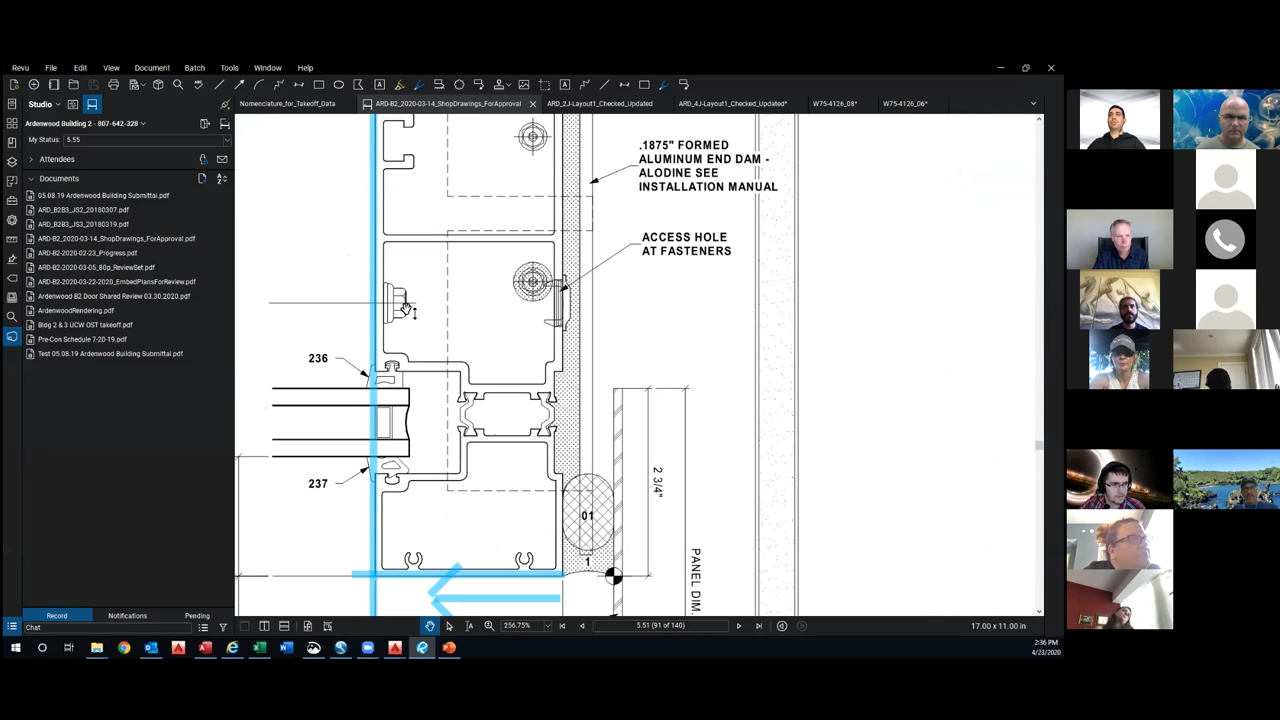 Revu File Edit View Document Batch Tools Window Help
Studio
Nomenclature_for_Takeoff_Data
ARD-B2_2020-03-14_ShopDrawings_ForApproval
ARD_2J-Layout1_Checked_Updated
ARD_4J-Layout1_Checked_Updated*
W75-4126_08*
W75-4126_06*
Ardenwood Building 2 - 807-642-328
My Status: 5.55
Attendees
Documents
05.08.19 Ardenwood Building Submittal.pdf
ARD_B2B3_JS2_20180307.pdf
ARD_B2B3_JS3_20180319.pdf
ARD-B2_2020-03-14_ShopDrawings_ForApproval.pdf
ARD-B2-2020-02-23_Progress.pdf
ARD-B2-2020-03-05_80p_ReviewSet.pdf
ARD-B2-2020-03-22-2020_EmbedPlansForReview.pdf
Ardenwood B2 Door Shared Review 03.30.2020.pdf
ArdenwoodRendering.pdf
Bldg 2 & 3 UCW OST takeoff.pdf
Pre-Con Schedule 7-20-19.pdf
Test 05.08.19 Ardenwood Building Submittal.pdf
.1875" FORMED
ALUMINUM END DAM -
ALODINE SEE
INSTALLATION MANUAL
ACCESS HOLE
AT FASTENERS
236
237
2 3/4"
01
1
PANEL DIM.
Record Notifications Pending
Chat
256.75%
5.51 (91 of 140)
17.00 x 11.00 in
2:36 PM
4/23/2020